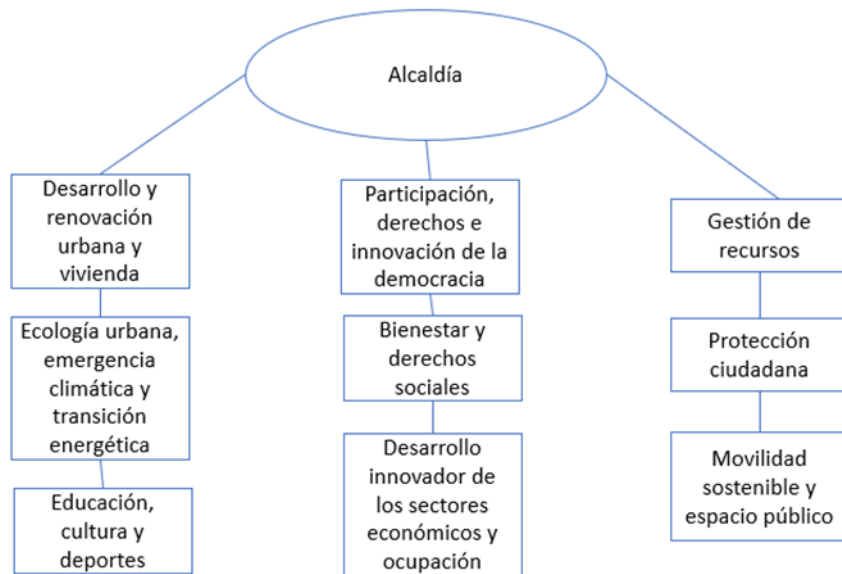 Alcaldía
Desarrollo y
renovación
urbana y
vivienda
Ecología urbana,
emergencia
climática y
transición
energética
Educación,
cultura y
deportes
Participación,
derechos e
innovación de la
democracia
Bienestar y
derechos
sociales
Desarrollo
innovador de
los sectores
económicos y
ocupación
Gestión de
recursos
Protección
ciudadana
Movilidad
sostenible y
espacio público